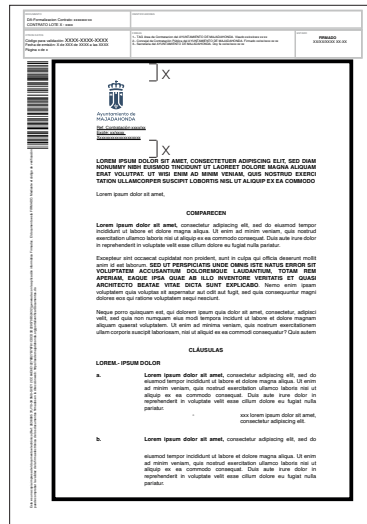 DA-Formalización Contrato: xxxxxxx-xx
CONTRATO LOTE X - xxxx
Código para validación: XXXX-XXXX-XXXX
Fecha de emisión: X de XXX de XXXX a las XX:XX
Página x de x
FIRMADO
X
Ayuntamiento de
MAJADAHONDA
Ref. Contratación xxxx/xx
X
LOREM IPSUM DOLOR SIT AMET, CONSECTETUER ADIPISCING ELIT, SED DIAM
NONUMMY NIBH EUISMOD TINCIDUNT UT LAOREET DOLORE MAGNA ALIQUAM
ERAT VOLUTPAT. UT WISI ENIM AD MINIM VENIAM, QUIS NOSTRUD EXERCI
TATION ULLAMCORPER SUSCIPIT LOBORTIS NISL UT ALIQUIP EX EA COMMODO
Lorem ipsum dolor sit amet,
COMPARECEN
Lorem ipsum dolor sit amet, consectetur adipiscing elit, sed do eiusmod tempor
incididunt ut labore et dolore magna aliqua. Ut enim ad minim veniam, quis nostrud
exercitation ullamco laboris nisi ut aliquip ex ea commodo consequat. Duis aute irure dolor
in reprehenderit in voluptate velit esse cillum dolore eu fugiat nulla pariatur.
Excepteur sint occaecat cupidatat non proident, sunt in culpa qui officia deserunt mollit
anim id est laborum. SED UT PERSPICIATIS UNDE OMNIS ISTE NATUS ERROR SIT
VOLUPTATEM ACCUSANTIUM DOLOREMQUE LAUDANTIUM, TOTAM REM
APERIAM, EAQUE IPSA QUAE AB ILLO INVENTORE VERITATIS ET QUASI
ARCHITECTO BEATAE VITAE DICTA SUNT EXPLICABO. Nemo enim ipsam
voluptatem quia voluptas sit aspernatur aut odit aut fugit, sed quia consequuntur magni
dolores eos qui ratione voluptatem sequi nesciunt.
Neque porro quisquam est, qui dolorem ipsum quia dolor sit amet, consectetur, adipisci
velit, sed quia non numquam eius modi tempora incidunt ut labore et dolore magnam
aliquam quaerat voluptatem. Ut enim ad minima veniam, quis nostrum exercitationem
ullam corporis suscipit laboriosam, nisi ut aliquid ex ea commodi consequatur? Quis autem
CLÁUSULAS
LOREM.- IPSUM DOLOR
a. Lorem ipsum dolor sit amet, consectetur adipiscing elit, sed do
eiusmod tempor incididunt ut labore et dolore magna aliqua. Ut enim
ad minim veniam, quis nostrud exercitation ullamco laboris nisi ut
aliquip ex ea commodo consequat. Duis aute irure dolor in
reprehenderit in voluptate velit esse cillum dolore eu fugiat nulla
pariatur.
- xxx lorem ipsum dolor sit amet,
consectetur adipiscing elit.
b. Lorem ipsum dolor sit amet, consectetur adipiscing elit, sed do
eiusmod tempor incididunt ut labore et dolore magna aliqua. Ut enim
ad minim veniam, quis nostrud exercitation ullamco laboris nisi ut
aliquip ex ea commodo consequat. Duis aute irure dolor in
reprehenderit in voluptate velit esse cillum dolore eu fugiat nulla
pariatur.